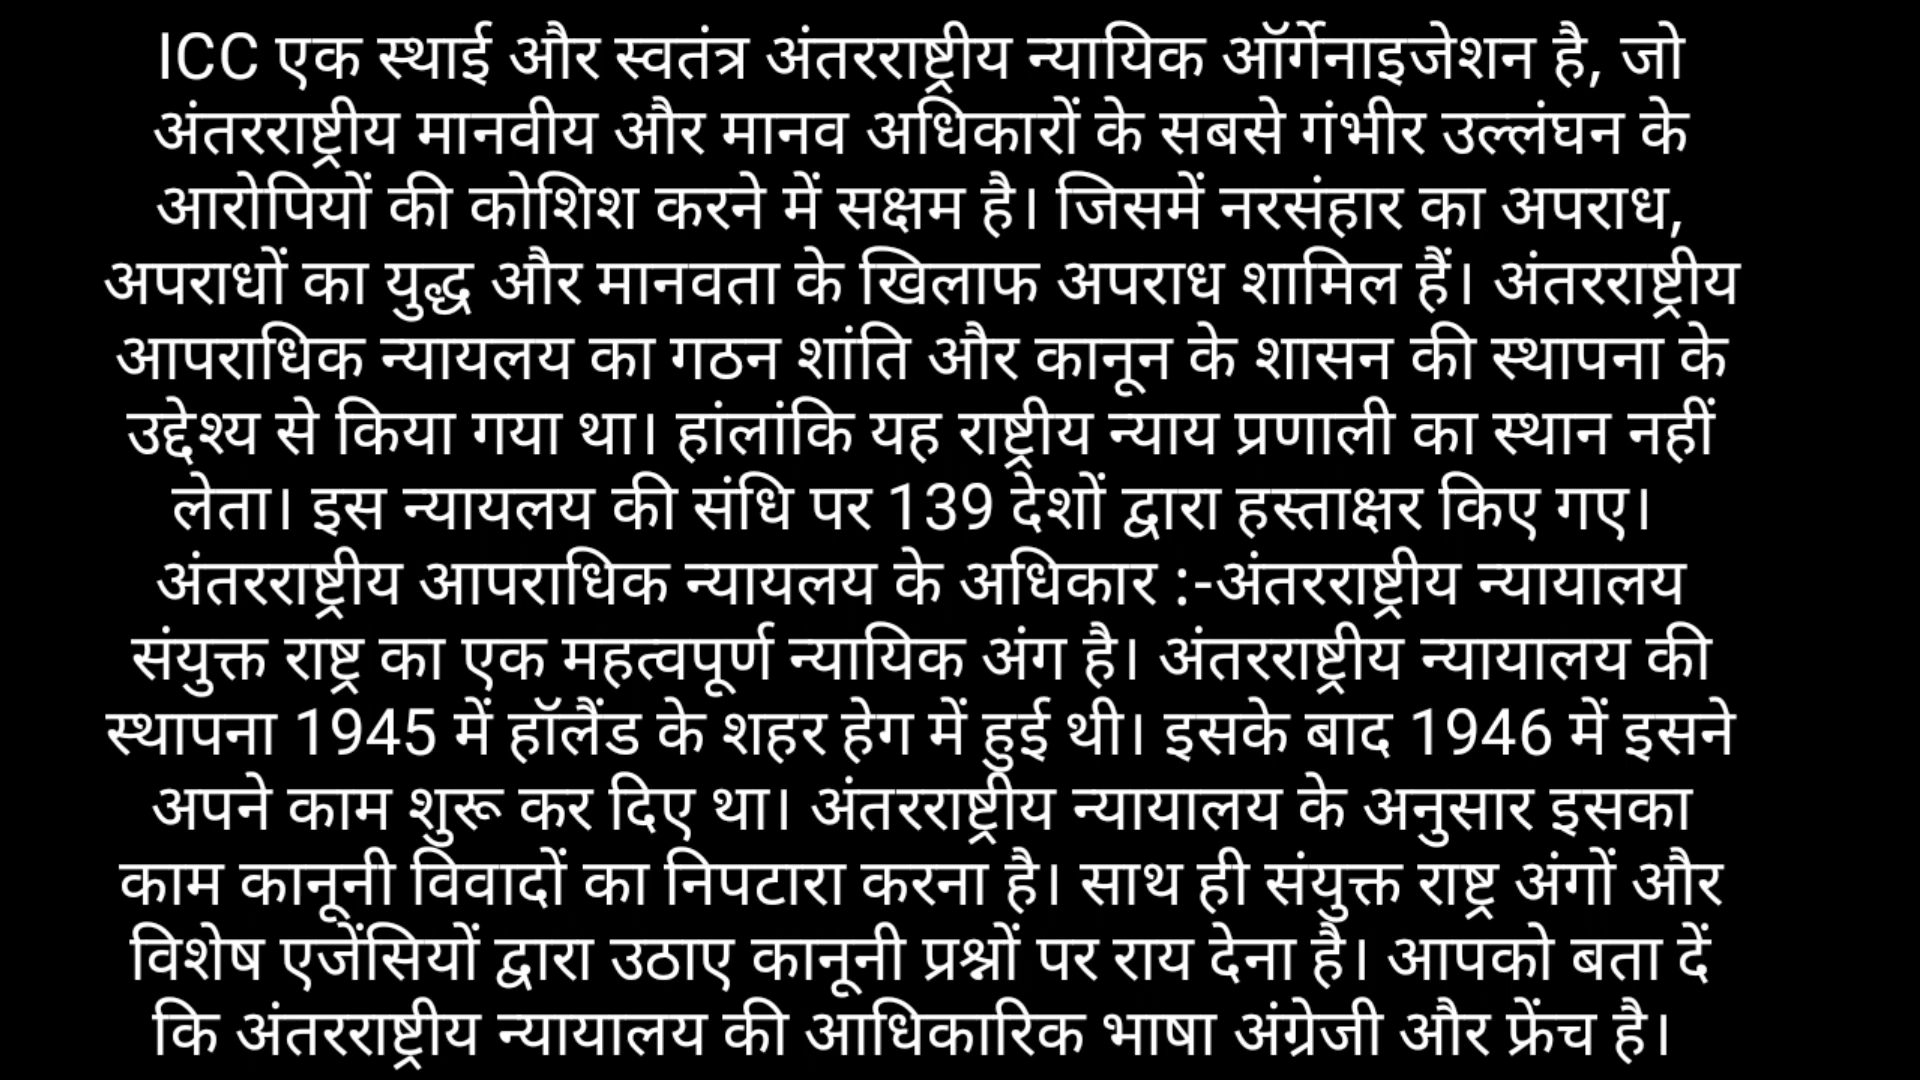 ICC एक स्थाई और स्वतंत्र अंतरराष्ट्रीय न्यायिक ऑर्गेनाइजेशन है, जो
अंतरराष्ट्रीय मानवीय और मानव अधिकारों के सबसे गंभीर उल्लंघन के
आरोपियों की कोशिश करने में सक्षम है। जिसमें नरसंहार का अपराध,
अपराधों का युद्ध और मानवता के खिलाफ अपराध शामिल हैं। अंतरराष्ट्रीय
आपराधिक न्यायलय का गठन शांति और कानून के शासन की स्थापना के
उद्देश्य से किया गया था। हांलांकि यह राष्ट्रीय न्याय प्रणाली का स्थान नहीं
लेता। इस न्यायलय की संधि पर 139 देशों द्वारा हस्ताक्षर किए गए।
अंतरराष्ट्रीय आपराधिक न्यायलय के अधिकार :-अंतरराष्ट्रीय न्यायालय
संयुक्त राष्ट्र का एक महत्वपूर्ण न्यायिक अंग है। अंतरराष्ट्रीय न्यायालय की
स्थापना 1945 में हॉलैंड के शहर हेग में हुई थी। इसके बाद 1946 में इसने
अपने काम शुरू कर दिए था। अंतरराष्ट्रीय न्यायालय के अनुसार इसका
काम कानूनी विवादों का निपटारा करना है। साथ ही संयुक्त राष्ट्र अंगों और
विशेष एजेंसियों द्वारा उठाए कानूनी प्रश्नों पर राय देना है। आपको बता दें
कि अंतरराष्ट्रीय न्यायालय की आधिकारिक भाषा अंग्रेजी और फ्रेंच है।